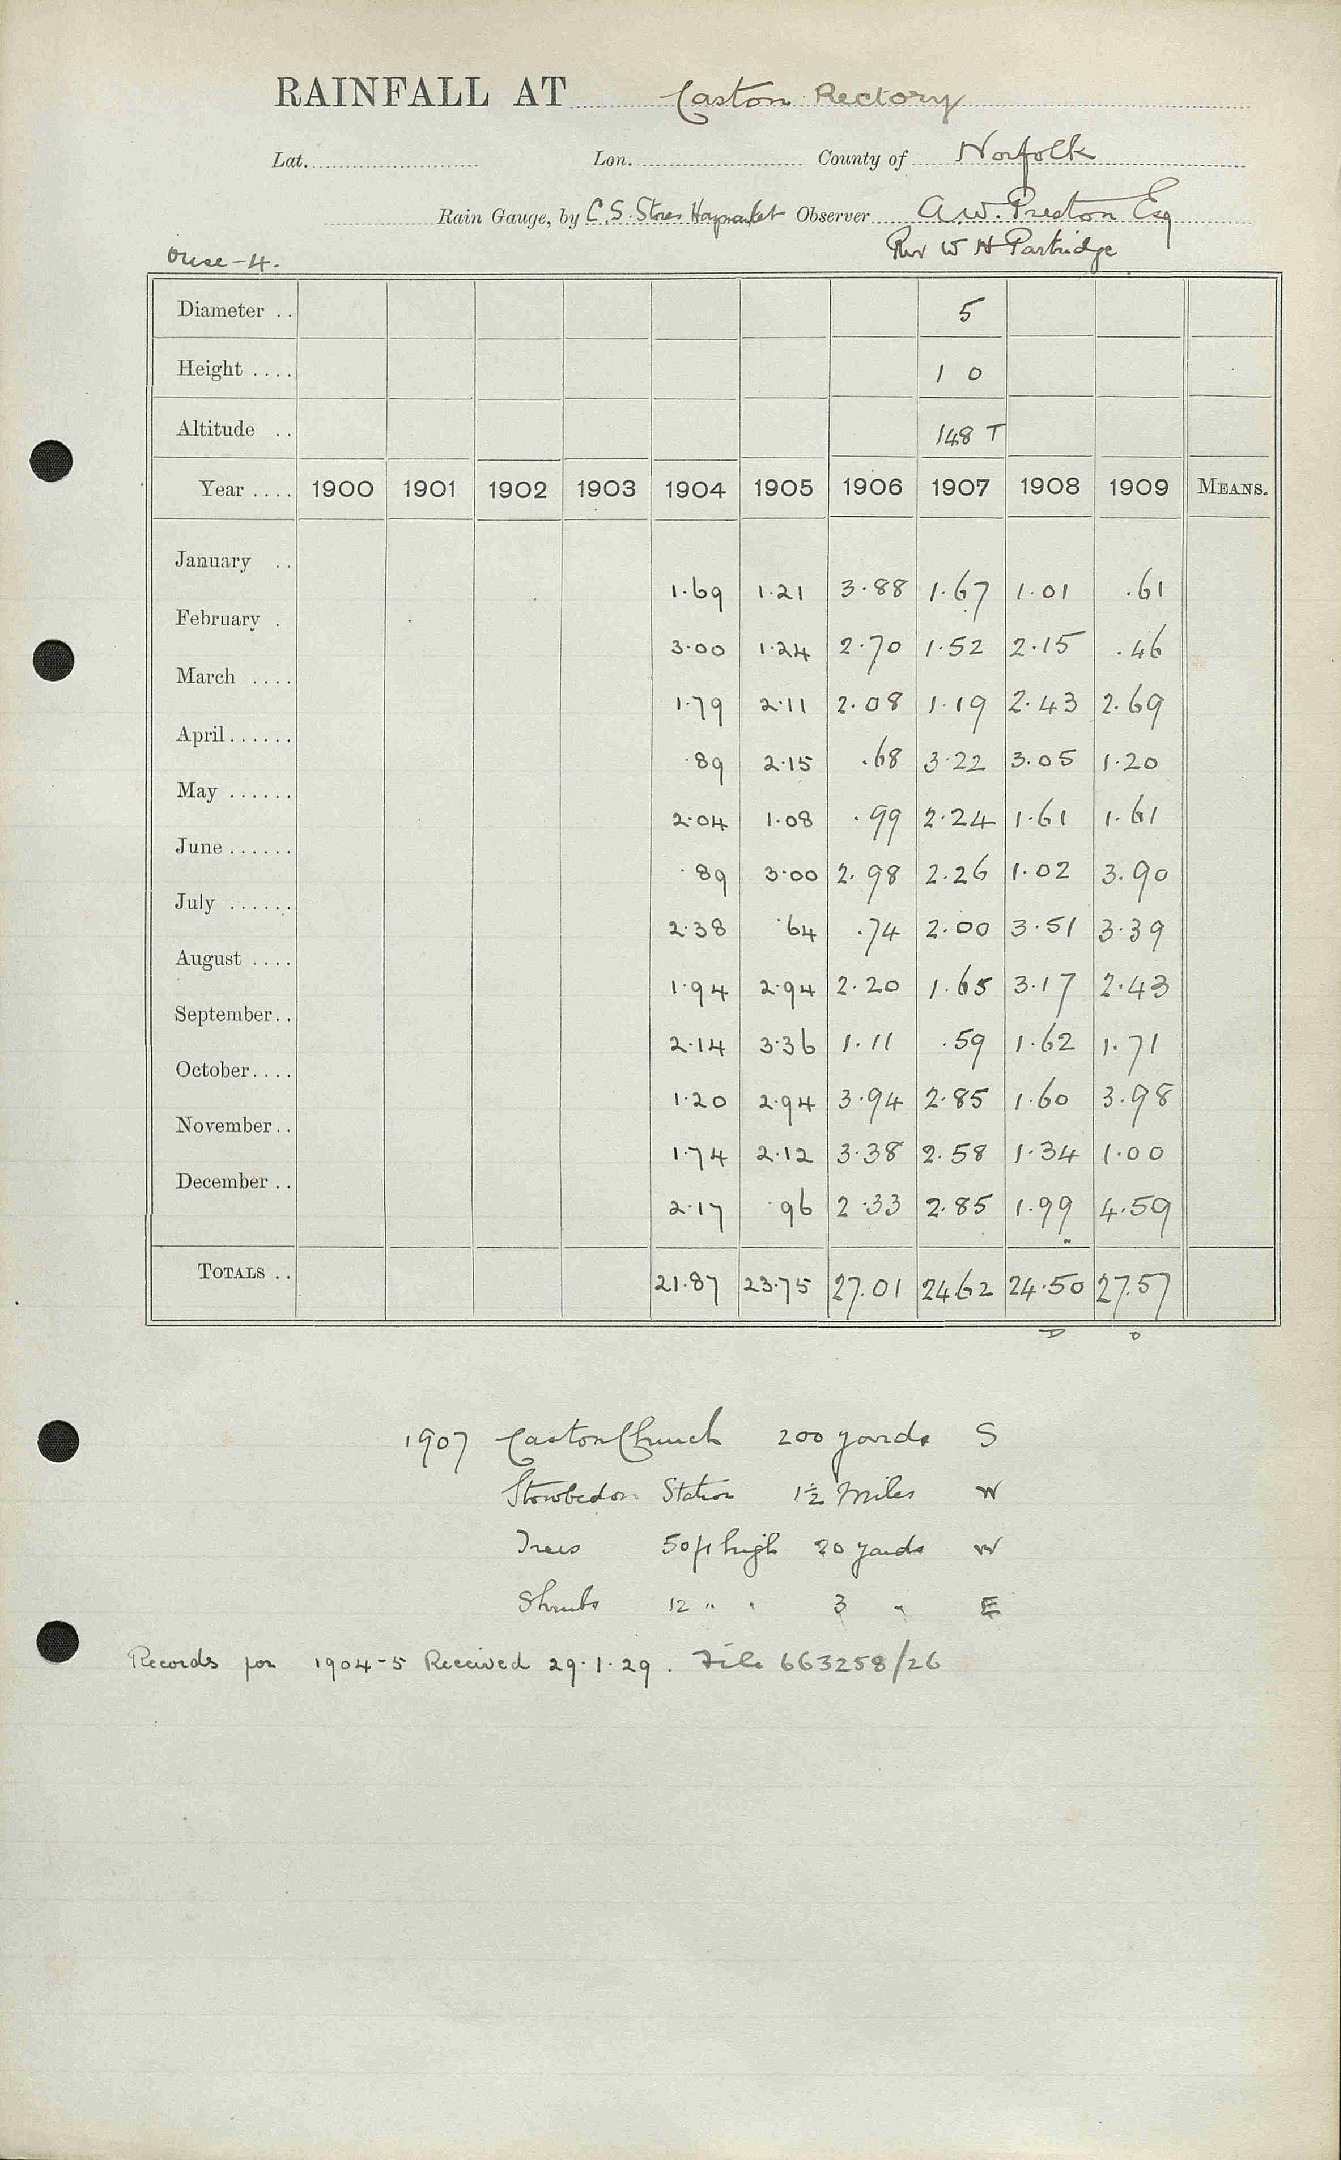 RAINFALL AT Caston Rectory
Lat. Lon. County of Norfolk
Rain Gauge, by C.S. Stores Haymarket Observer A.W. Preston Esq
Ouse-4. Rev W H Partridge
Diameter .. 5
Height .... 1 0
Altitude .. 148 T
Year .... 1900 1901 1902 1903 1904 1905 1906 1907 1908 1909 MEANS.
January .. 1.69 1.21 3.88 1.67 1.01 .61
February . 3.00 1.24 2.70 1.52 2.15 .46
March .... 1.79 2.11 2.08 1.19 2.43 2.69
April ...... .89 2.15 .68 3.22 3.05 1.20
May ...... 2.04 1.08 .99 2.24 1.61 1.61
June ...... .89 3.00 2.98 2.26 1.02 3.90
July ...... 2.38 .64 .74 2.00 3.51 3.39
August .... 1.94 2.94 2.20 1.65 3.17 2.43
September .. 2.14 3.36 1.11 .59 1.62 1.71
October .... 1.20 2.94 3.94 2.85 1.60 3.98
November .. 1.74 2.12 3.38 2.58 1.34 1.00
December .. 2.17 .96 2.33 2.85 1.99 4.59
TOTALS .. 21.87 23.75 27.01 24.62 24.50 27.57
D D
1907 Caston Church 200 yards S
Stowbedon Station 1½ Miles W
Trees 50 ft high 20 yards W
Shrubs 12 " " 3 " E
Records for 1904-5 Received 29.1.29. File 663258/26